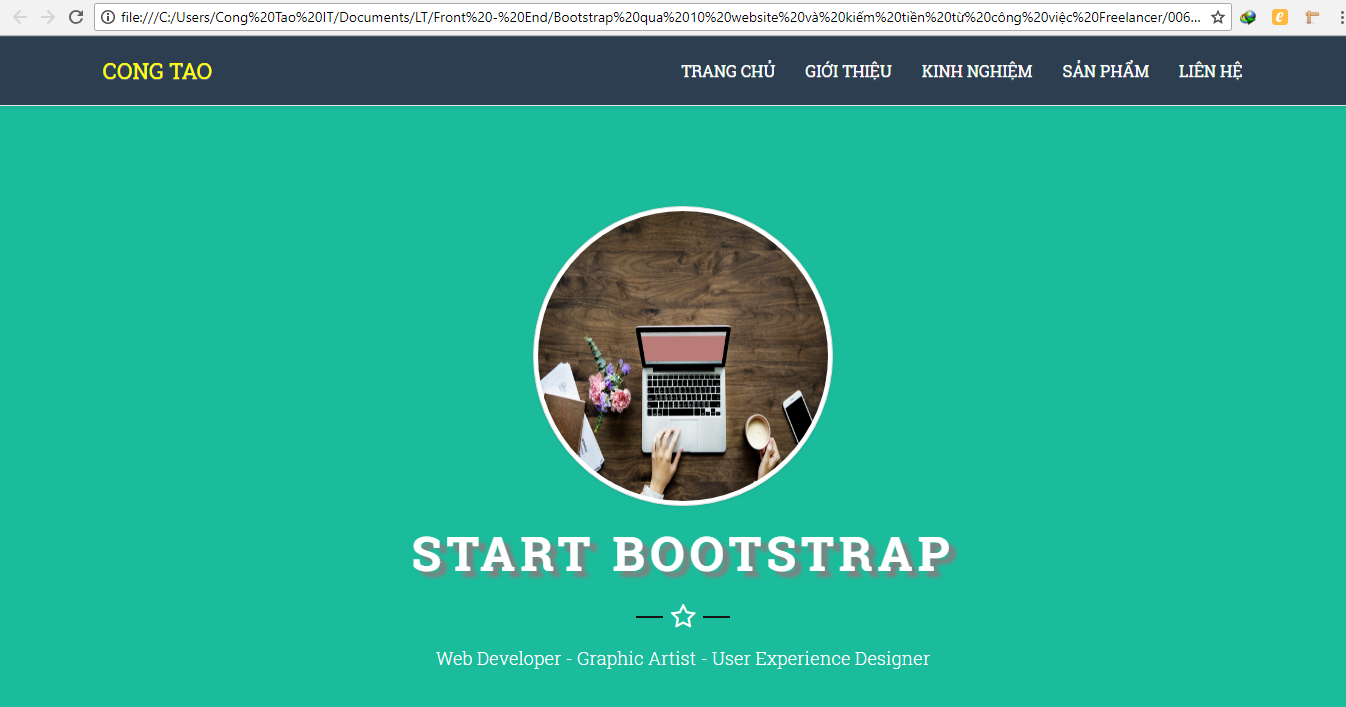 file:///C:/Users/Cong%20Tao%20IT/Documents/LT/Front%20-%20End/Bootstrap%20qua%2010%20website%20và%20kiếm%20tiền%20từ%20công%20việc%20Freelancer/006...
CONG TAO TRANG CHỦ GIỚI THIỆU KINH NGHIỆM SẢN PHẨM LIÊN HỆ
START BOOTSTRAP
Web Developer - Graphic Artist - User Experience Designer